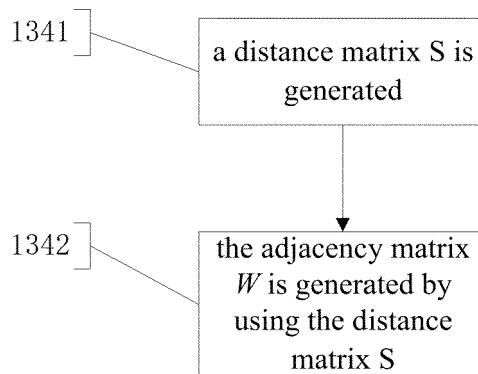 1341
a distance matrix S is
generated
1342
the adjacency matrix
W is generated by
using the distance
matrix S